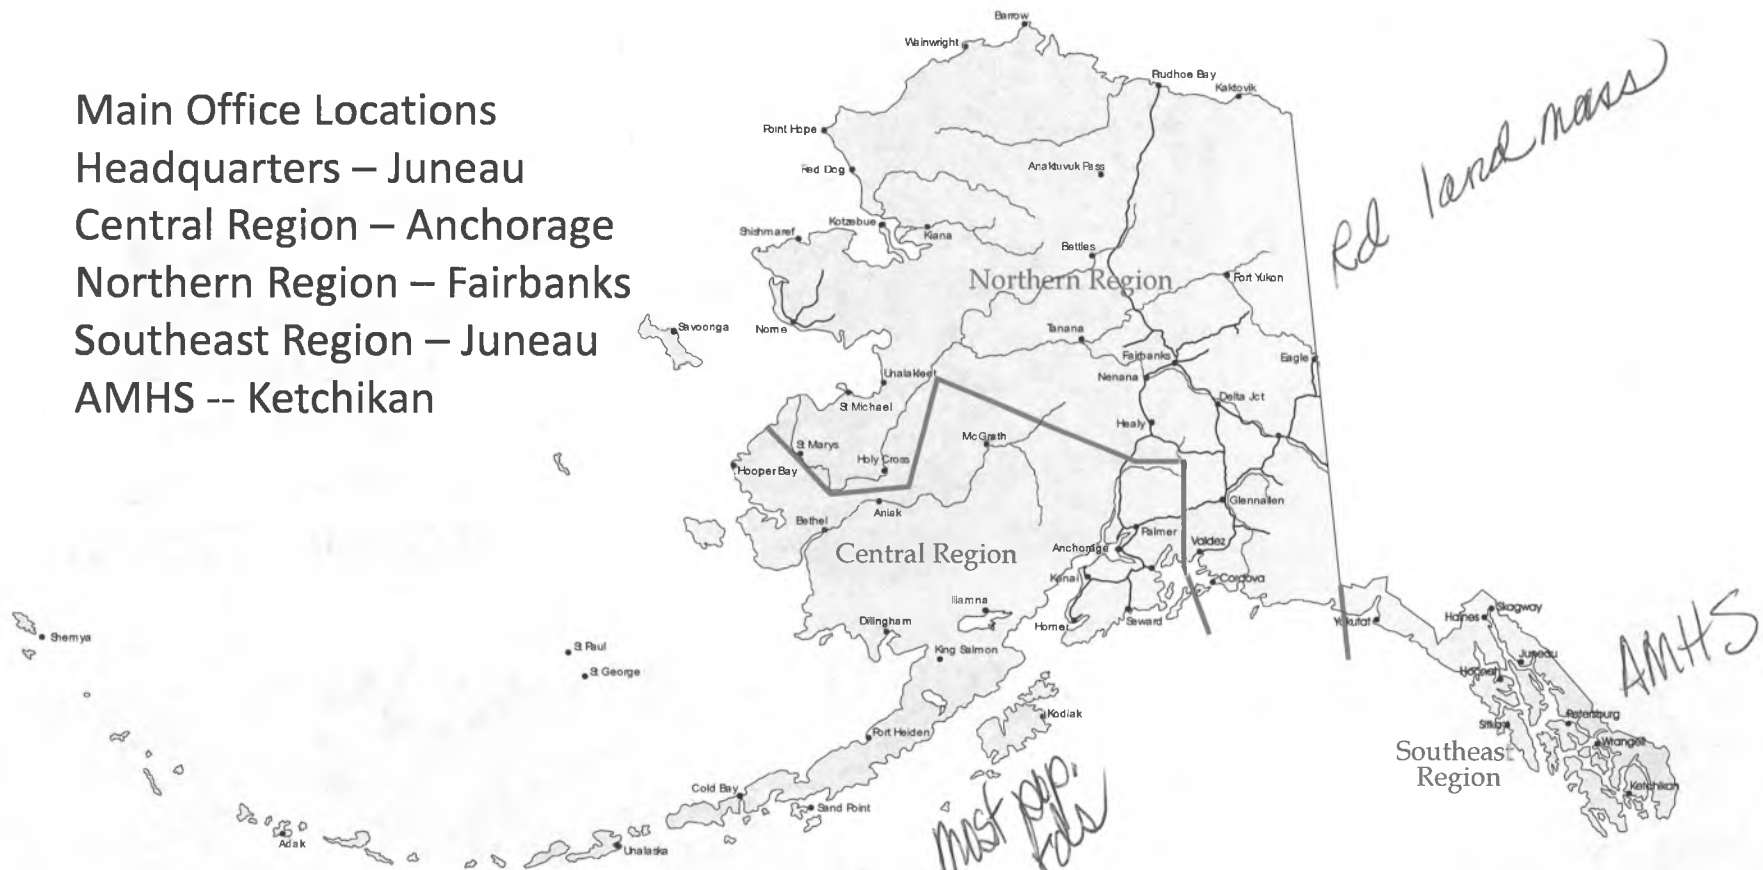 Main Office Locations
Headquarters – Juneau
Central Region – Anchorage
Northern Region – Fairbanks
Southeast Region – Juneau
AMHS -- Ketchikan
Barrow
Wainwright
Prudhoe Bay
Kaktovik
Point Hope
Red Dog
Anaktuvuk Pass
Kotzebue
Kiana
Shishmaref
Bettles
Northern Region
Fort Yukon
Rd land mass
Savoonga
Nome
Tanana
Fairbanks
Eagle
Nenana
Unalakleet
St Michael
Delta Jct
Healy
McGrath
St Marys
Holy Cross
Hooper Bay
Aniak
Glennallen
Bethel
Palmer
Valdez
Anchorage
Central Region
Kenai
Cordova
Iliamna
Dillingham
Homer
Seward
Yakutat
Haines
Skagway
Shemya
St Paul
St George
King Salmon
Juneau
Hoonah
AMHS
Kodiak
Port Heiden
Sitka
Petersburg
Wrangell
Southeast
Region
Ketchikan
Cold Bay
Sand Point
most pop.
Rds
Adak
Unalaska